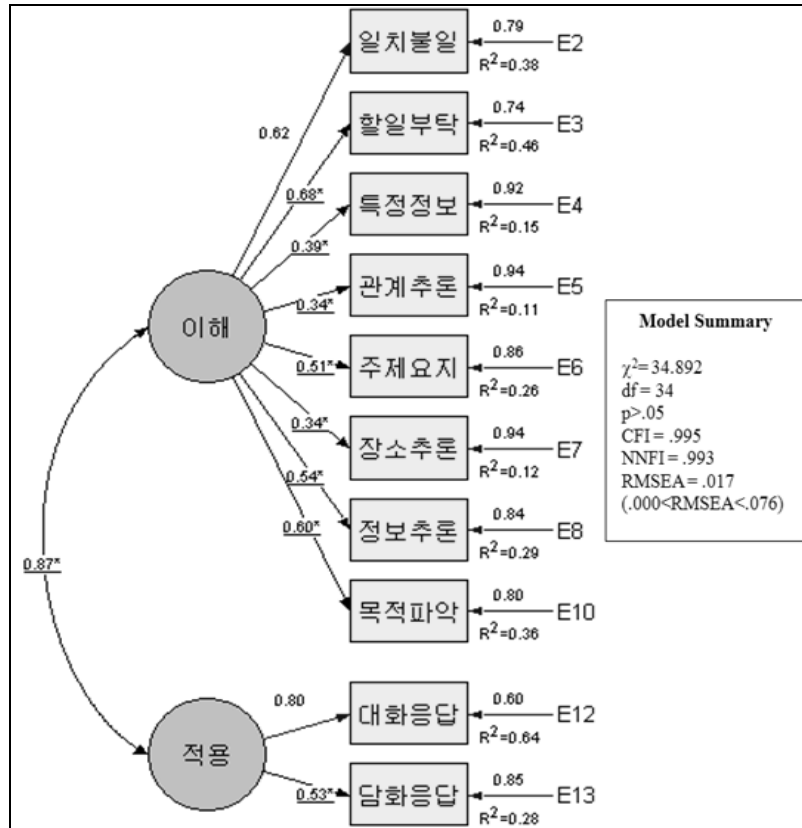 0.79
일치불일
E2
R²=0.38
0.62
0.74
할일부탁
E3
R²=0.46
0.68*
0.92
특정정보
E4
R²=0.15
0.39*
0.94
관계추론
E5
R²=0.11
0.34*
이해
0.86
주제요지
E6
R²=0.26
0.51*
0.94
장소추론
E7
R²=0.12
0.34*
0.84
정보추론
E8
R²=0.29
0.54*
0.80
목적파악
E10
R²=0.36
0.60*
Model Summary
χ²= 34.892
df = 34
p>.05
CFI = .995
NNFI = .993
RMSEA = .017
(.000<RMSEA<.076)
0.87*
0.60
대화응답
E12
R²=0.64
0.80
적용
0.85
담화응답
E13
R²=0.28
0.53*